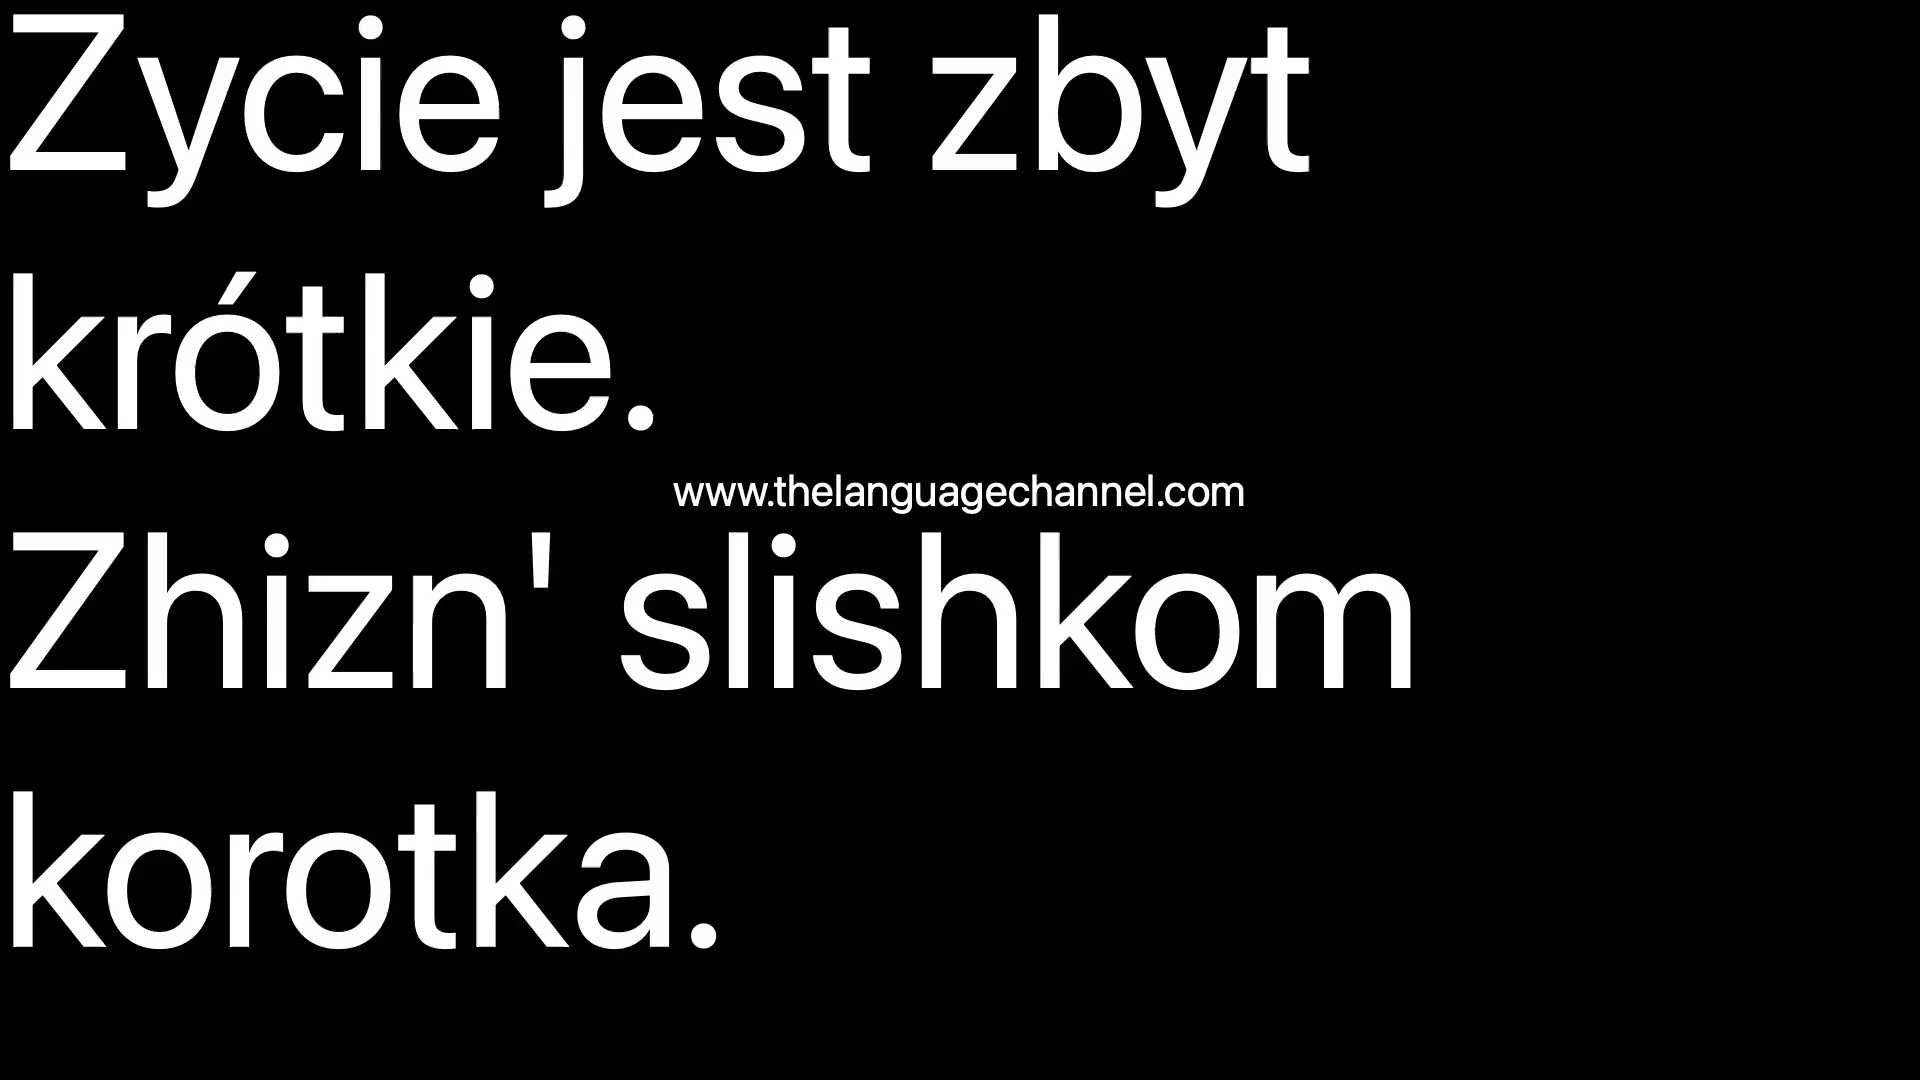 Zycie jest zbyt
krótkie.
www.thelanguagechannel.com
Zhizn' slishkom
korotka.